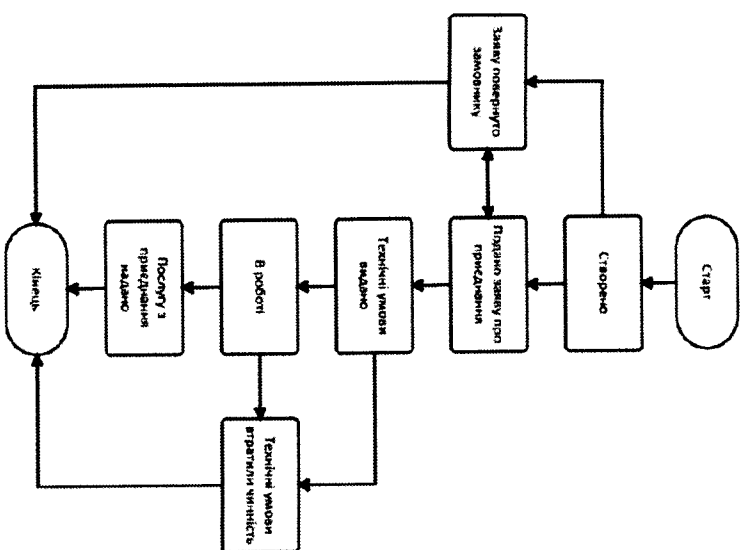 Старт
Створено
Заяву повернуто
замовнику
Подано заяву про
приєднання
Технічні умови
видано
В роботі
Технічні умови
втратили чинність
Послугу з
приєднання
надано
Кінець